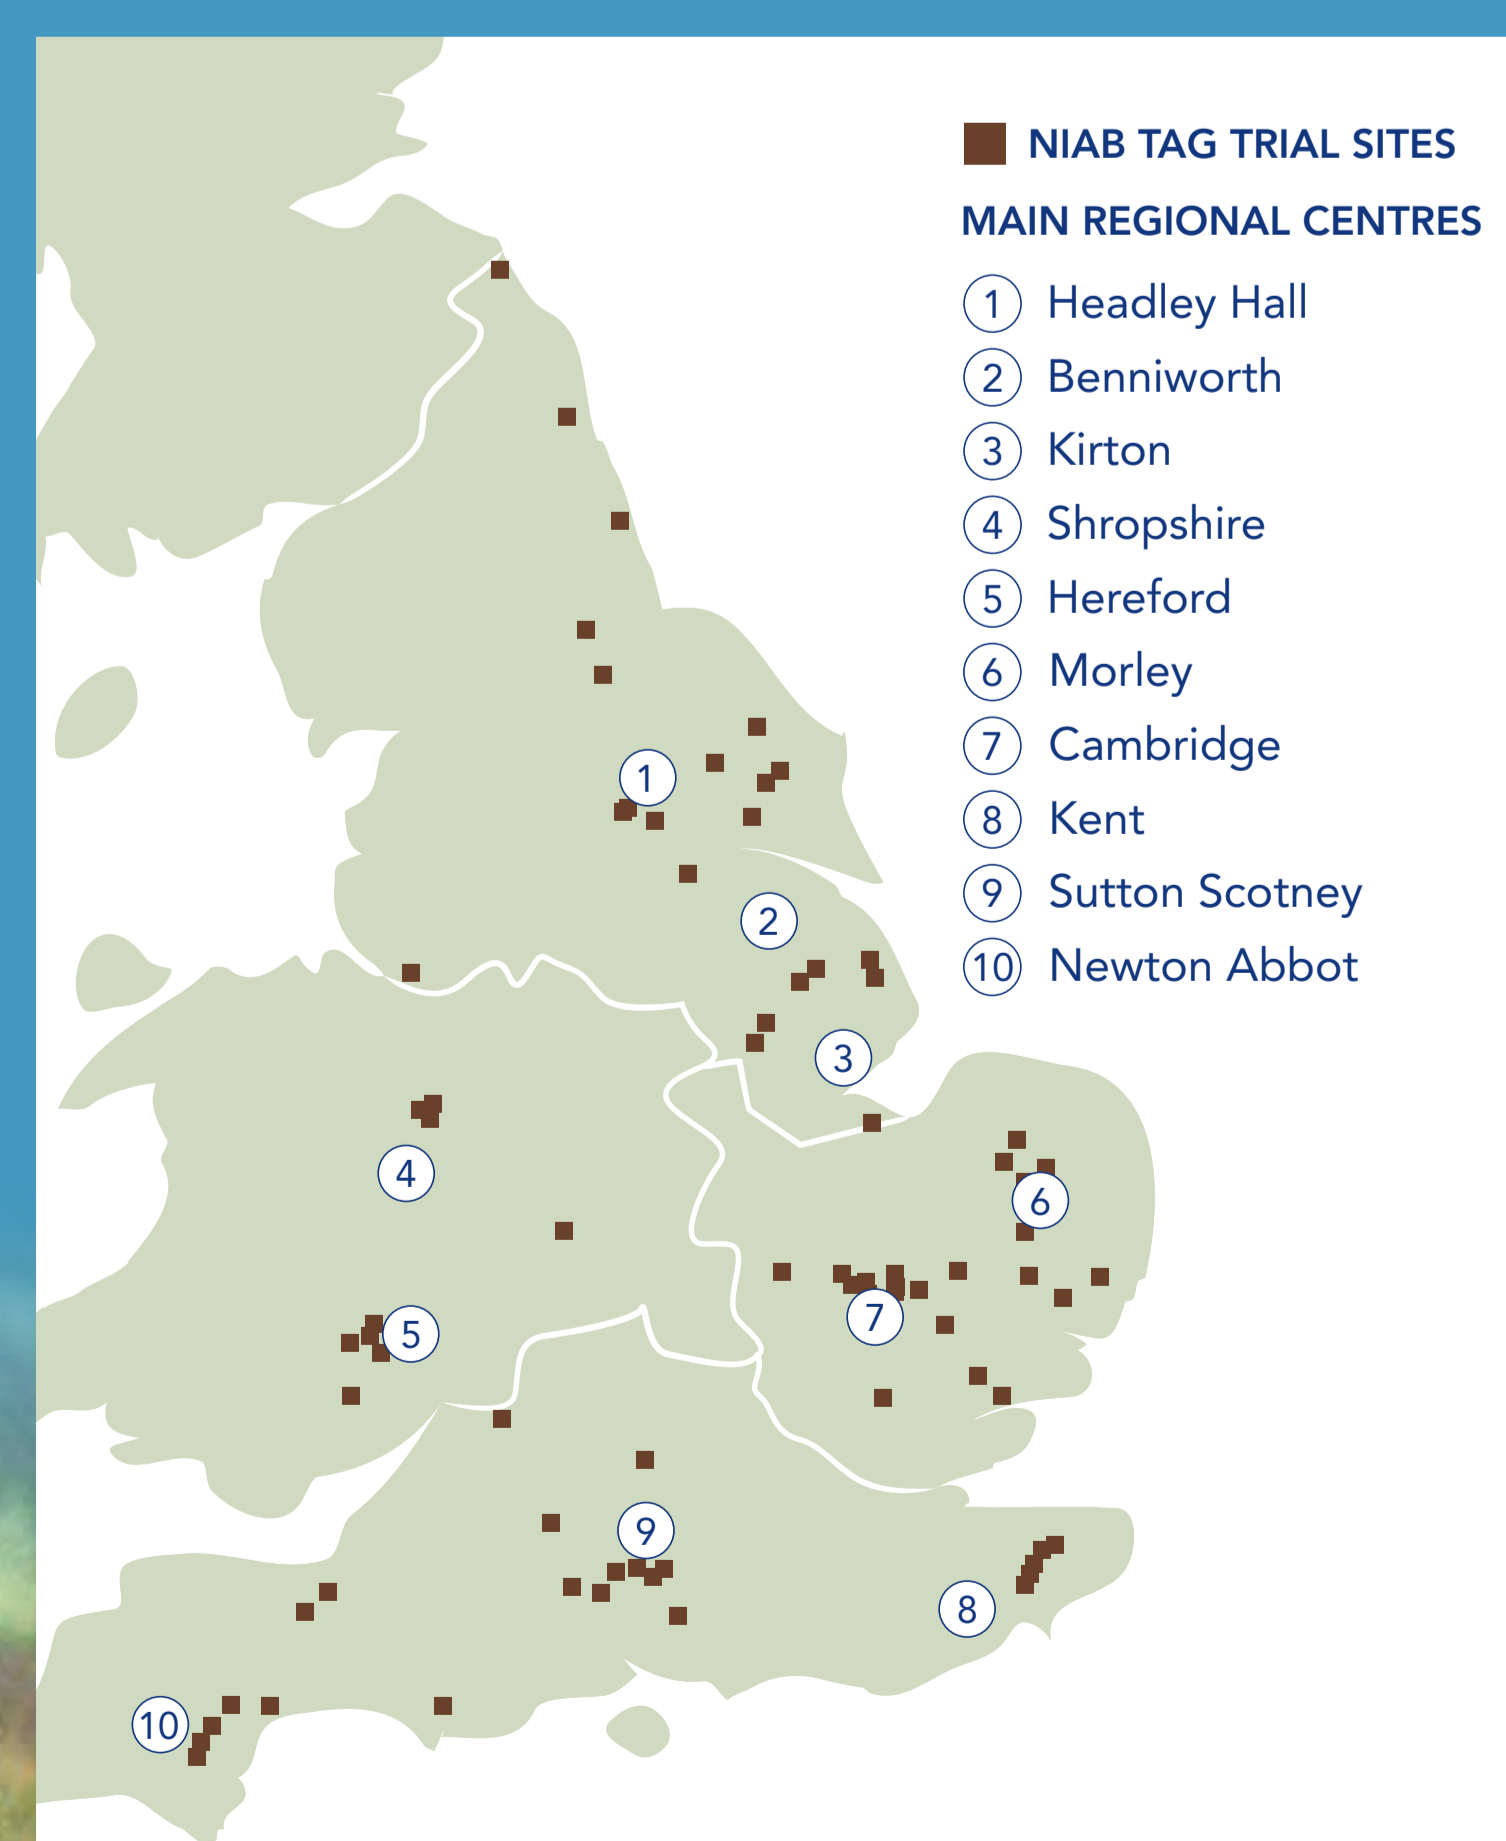 NIAB TAG TRIAL SITES
MAIN REGIONAL CENTRES
1 Headley Hall
2 Benniworth
3 Kirton
4 Shropshire
5 Hereford
6 Morley
7 Cambridge
8 Kent
9 Sutton Scotney
10 Newton Abbot
1
2
3
4
6
5
7
9
8
10